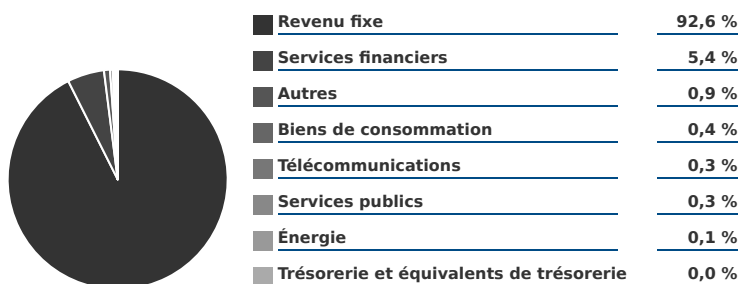 Revenu fixe 92,6 %
Services financiers 5,4 %
Autres 0,9 %
Biens de consommation 0,4 %
Télécommunications 0,3 %
Services publics 0,3 %
Énergie 0,1 %
Trésorerie et équivalents de trésorerie 0,0 %